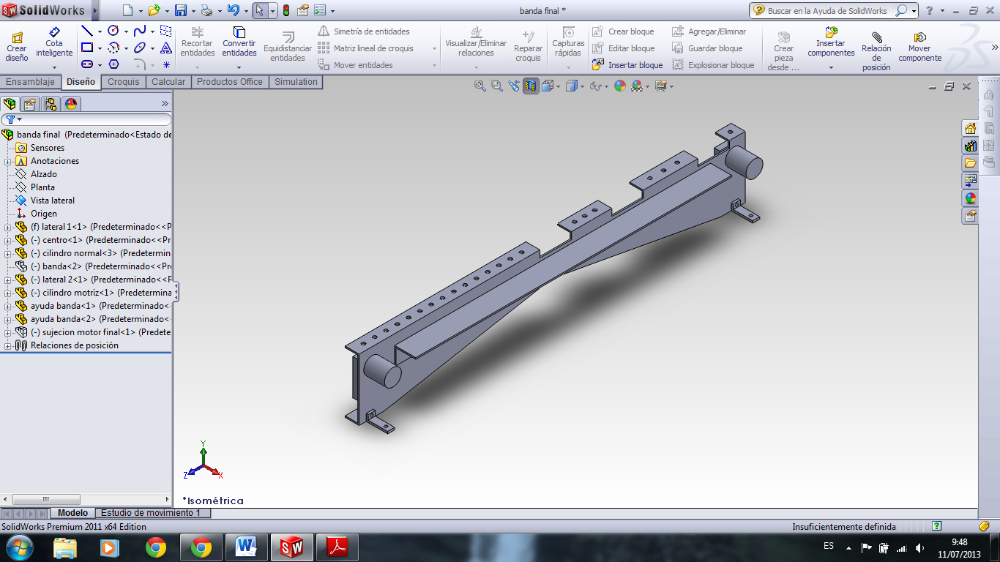 SolidWorks
banda final *
Buscar en la Ayuda de SolidWorks
Crear diseño
Cota inteligente
Recortar entidades
Convertir entidades
Equidistanciar entidades
Simetría de entidades
Matriz lineal de croquis
Mover entidades
Visualizar/Eliminar relaciones
Reparar croquis
Capturas rápidas
Crear bloque
Editar bloque
Insertar bloque
Agregar/Eliminar
Guardar bloque
Explosionar bloque
Crear pieza desde ...
Insertar componentes
Relación de posición
Mover componente
Ensamblaje Diseño Croquis Calcular Productos Office Simulation
banda final (Predeterminado<Estado de
Sensores
Anotaciones
Alzado
Planta
Vista lateral
Origen
(f) lateral 1<1> (Predeterminado<<P
(-) centro<1> (Predeterminado<<Pr
(-) cilindro normal<3> (Predetermin
(-) banda<2> (Predeterminado<<Pr
(-) lateral 2<1> (Predeterminado<<P
(-) cilindro motriz<1> (Predetermina
ayuda banda<1> (Predeterminado<
ayuda banda<2> (Predeterminado<
(-) sujecion motor final<1> (Predete
Relaciones de posición
Y
Z
X
*Isométrica
Modelo Estudio de movimiento 1
SolidWorks Premium 2011 x64 Edition
Insuficientemente definida
ES
9:48
11/07/2013